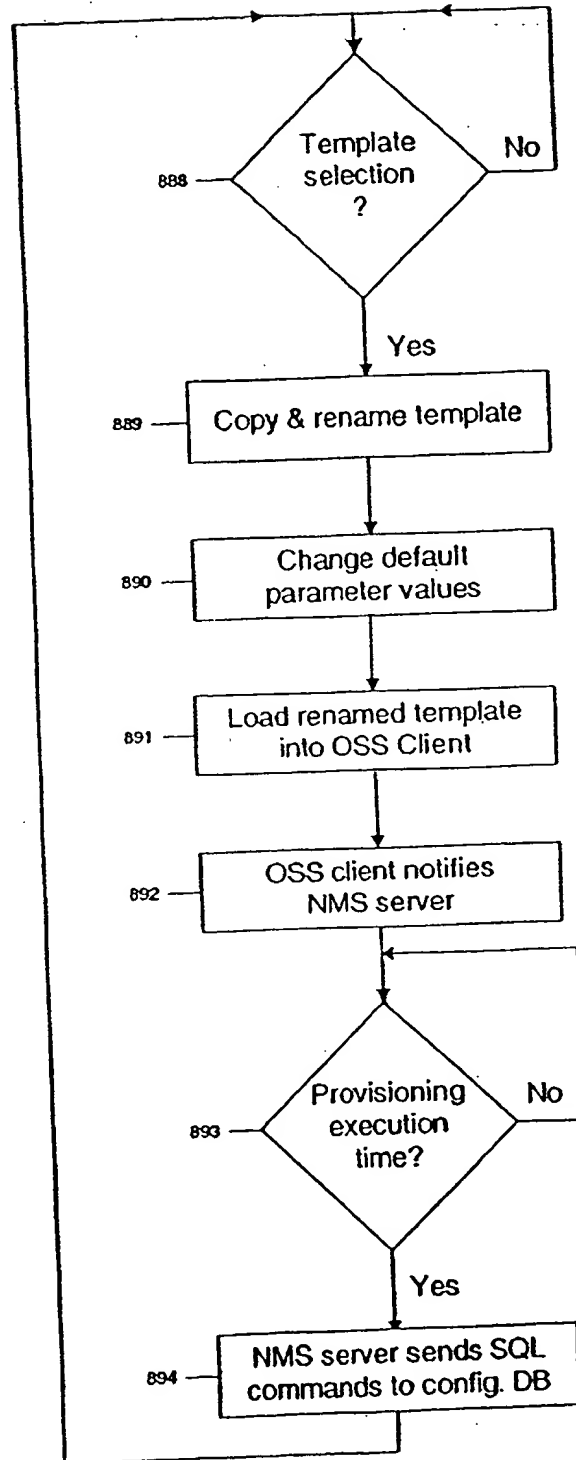 Template
selection
?
888
No
Yes
889
Copy & rename template
890
Change default
parameter values
891
Load renamed template
into OSS Client
892
OSS client notifies
NMS server
893
Provisioning
execution
time?
No
Yes
894
NMS server sends SQL
commands to config. DB